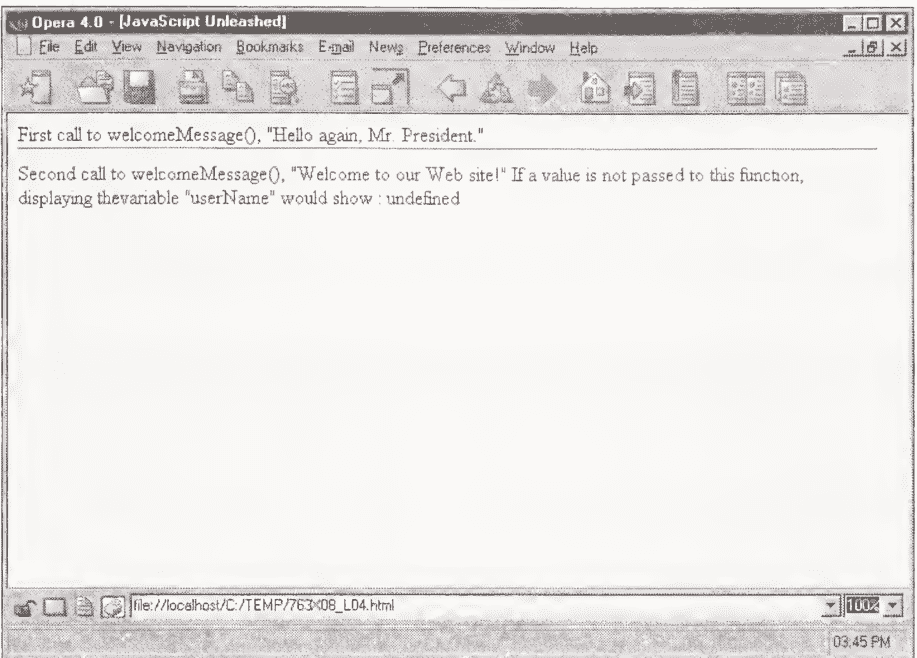 Opera 4.0 - [JavaScript Unleashed]
File Edit View Navigation Bookmarks E-mail News Preferences Window Help
First call to welcomeMessage(), "Hello again, Mr. President."
Second call to welcomeMessage(), "Welcome to our Web site!" If a value is not passed to this function,
displaying thevariable "userName" would show : undefined
file://localhost/C:/TEMP/763X08_L04.html
100%
03:45 PM